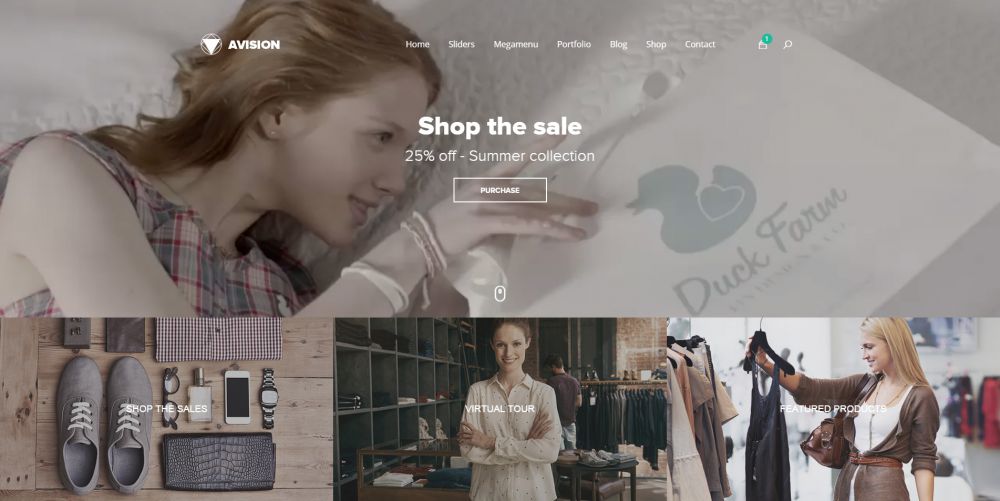 AVISION
Home Sliders Megamenu Portfolio Blog Shop Contact
1
Shop the sale
25% off - Summer collection
PURCHASE
Duck Farm
SHOP THE SALES
VIRTUAL TOUR
FEATURED PRODUCTS